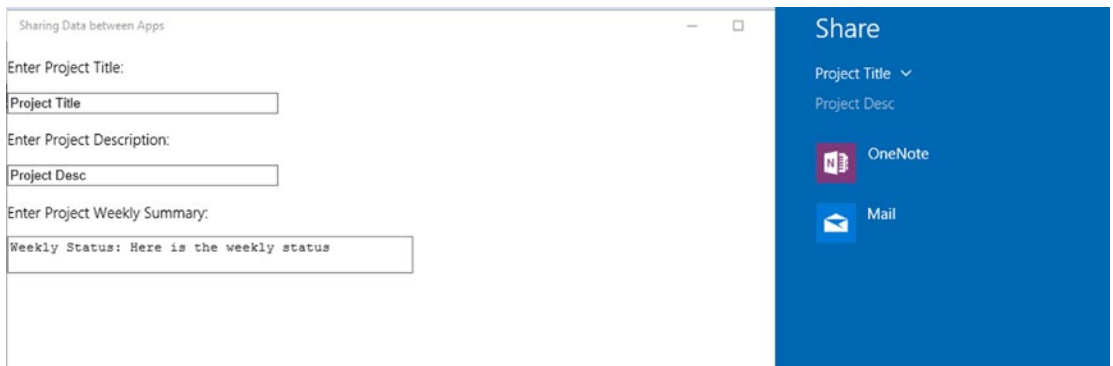 Sharing Data between Apps
Enter Project Title:
Project Title
Enter Project Description:
Project Desc
Enter Project Weekly Summary:
Weekly Status: Here is the weekly status
Share
Project Title
Project Desc
N
OneNote
Mail